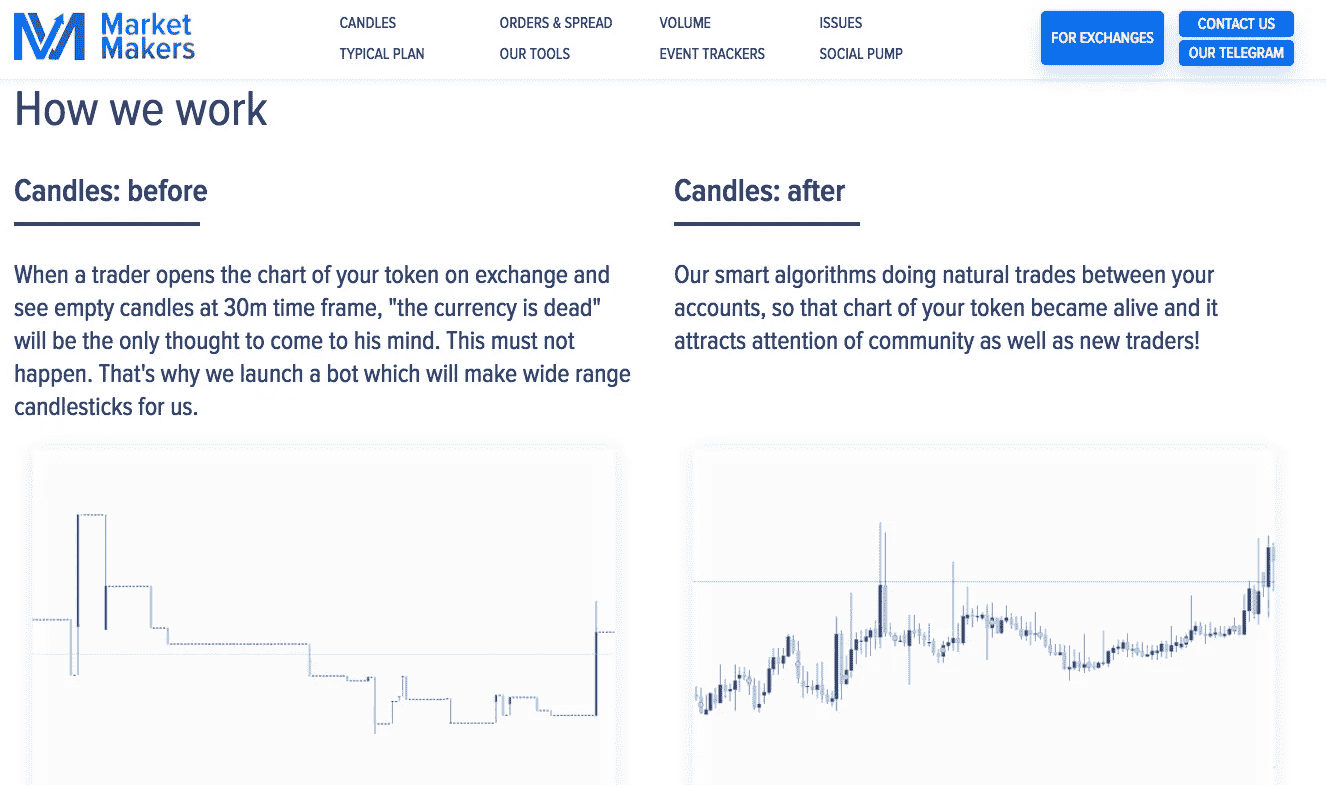 Market
Makers
CANDLES
ORDERS & SPREAD
VOLUME
ISSUES
TYPICAL PLAN
OUR TOOLS
EVENT TRACKERS
SOCIAL PUMP
FOR EXCHANGES
CONTACT US
OUR TELEGRAM
How we work
Candles: before
When a trader opens the chart of your token on exchange and
see empty candles at 30m time frame, "the currency is dead"
will be the only thought to come to his mind. This must not
happen. That's why we launch a bot which will make wide range
candlesticks for us.
Candles: after
Our smart algorithms doing natural trades between your
accounts, so that chart of your token became alive and it
attracts attention of community as well as new traders!